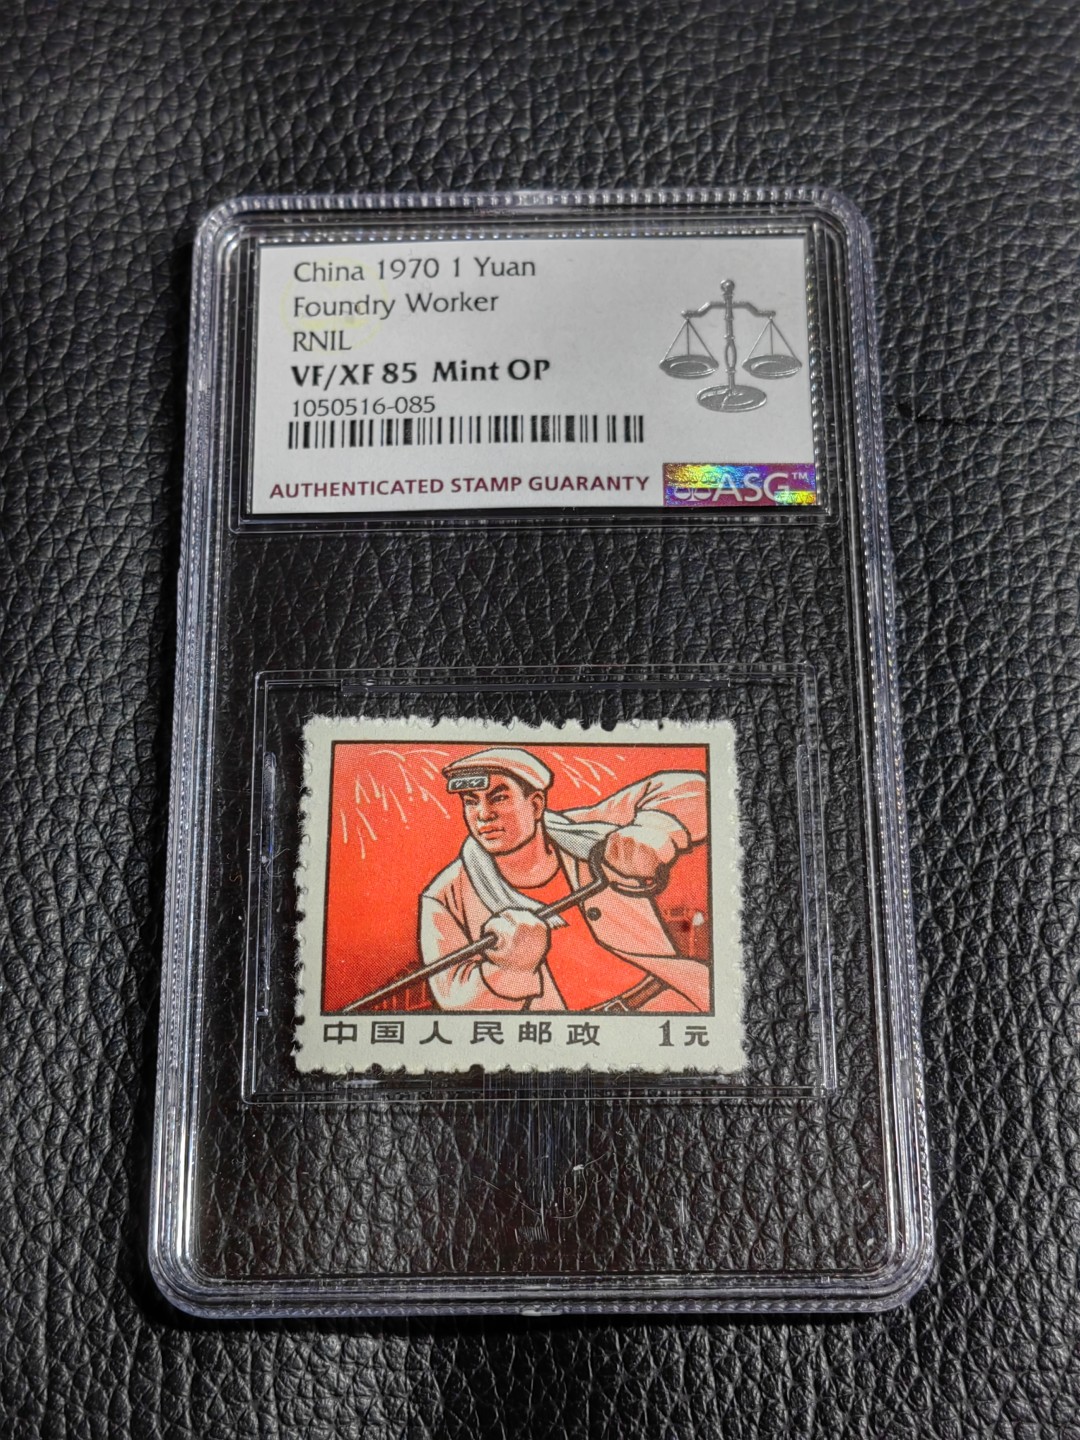 China 1970 1 Yuan
Foundry Worker
RNIL
VF/XF 85 Mint OP
1050516-085
AUTHENTICATED STAMP GUARANTY ASG™
中国人民邮政 1元